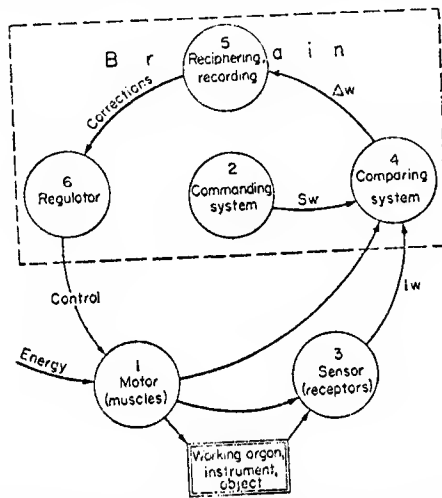 B r a i n
5
Reciphering,
recording
Corrections
Δw
6
Regulotor
2
Commanding
system
Sw
4
Comparing
system
Control
Iw
Energy
1
Motor
(muscles)
3
Sensor
(receptors)
Working organ,
instrument,
object